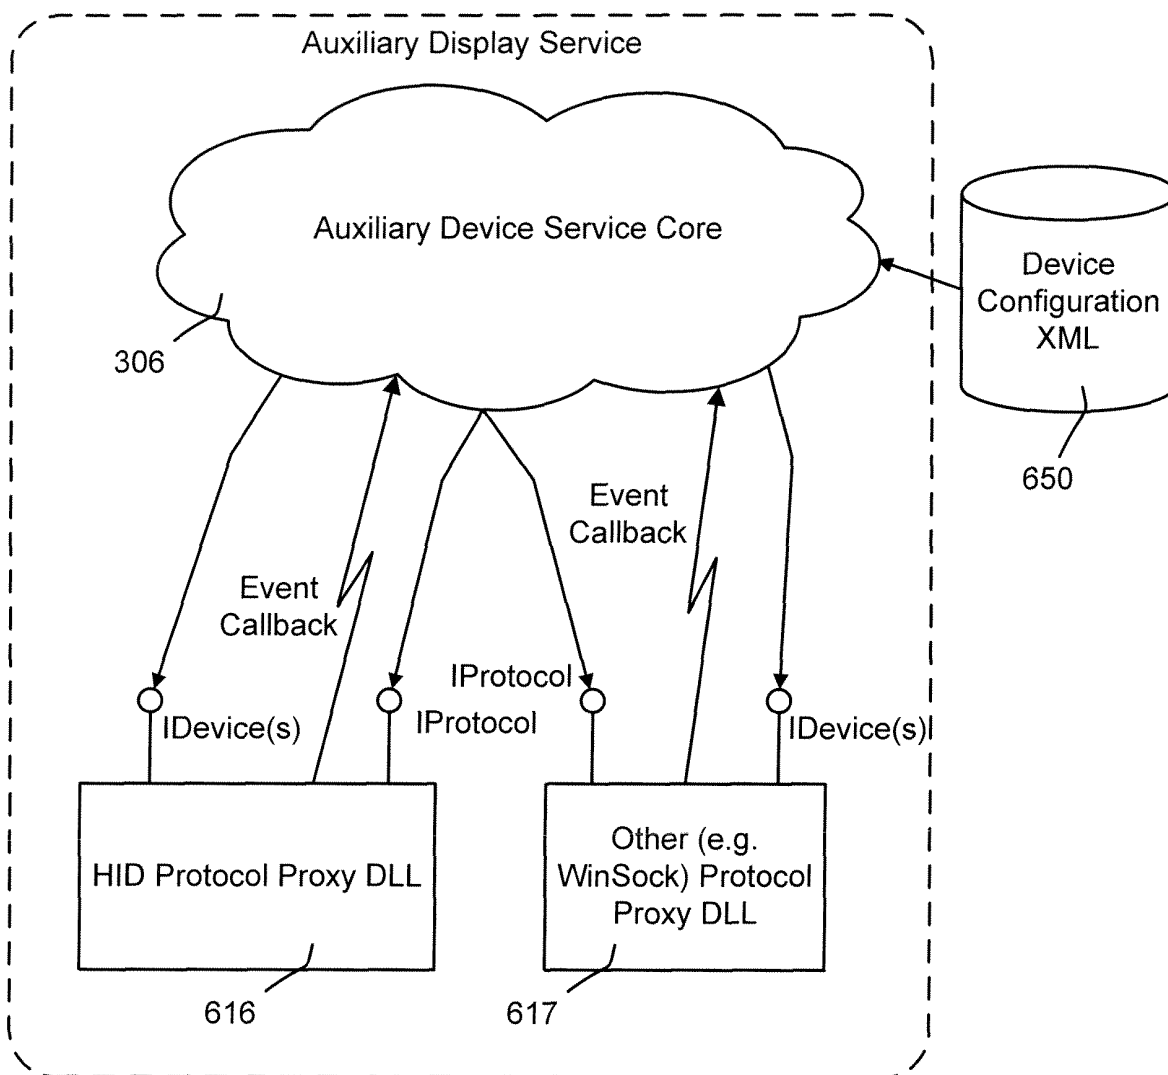 Auxiliary Display Service
Auxiliary Device Service Core
Device
Configuration
XML
306
650
Event
Callback
Event
Callback
IProtocol
IDevice(s)
IProtocol
IDevice(s)
HID Protocol Proxy DLL
Other (e.g.
WinSock) Protocol
Proxy DLL
616
617